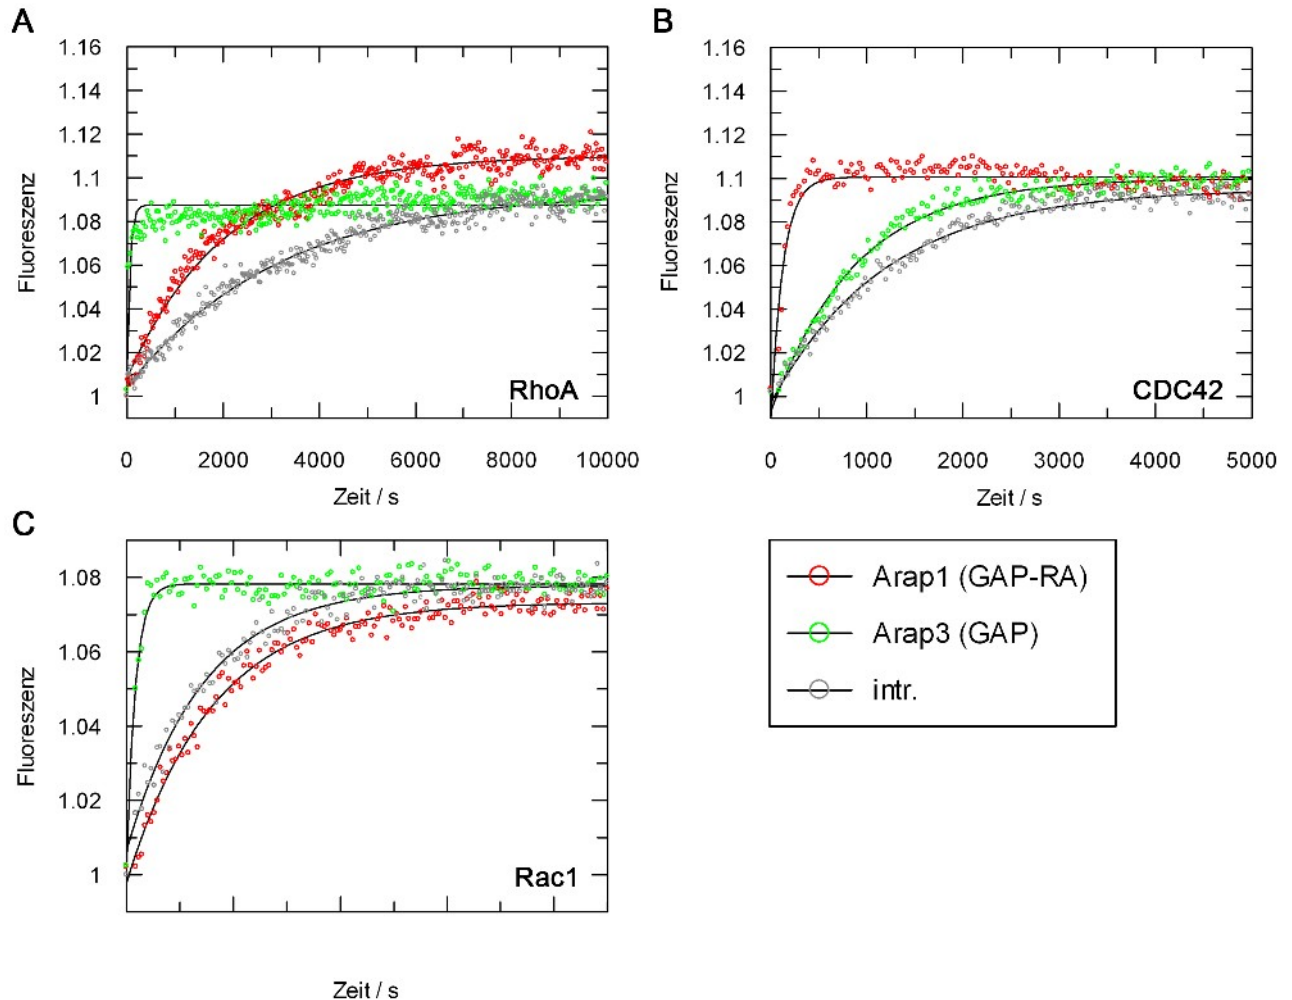 A
1.16
1.14
1.12
1.1
1.08
1.06
1.04
1.02
1
Fluoreszenz
RhoA
0 2000 4000 6000 8000 10000
Zeit / s
B
1.16
1.14
1.12
1.1
1.08
1.06
1.04
1.02
1
Fluoreszenz
CDC42
0 1000 2000 3000 4000 5000
Zeit / s
C
1.08
1.06
1.04
1.02
1
Fluoreszenz
Rac1
Zeit / s
Arap1 (GAP-RA)
Arap3 (GAP)
intr.